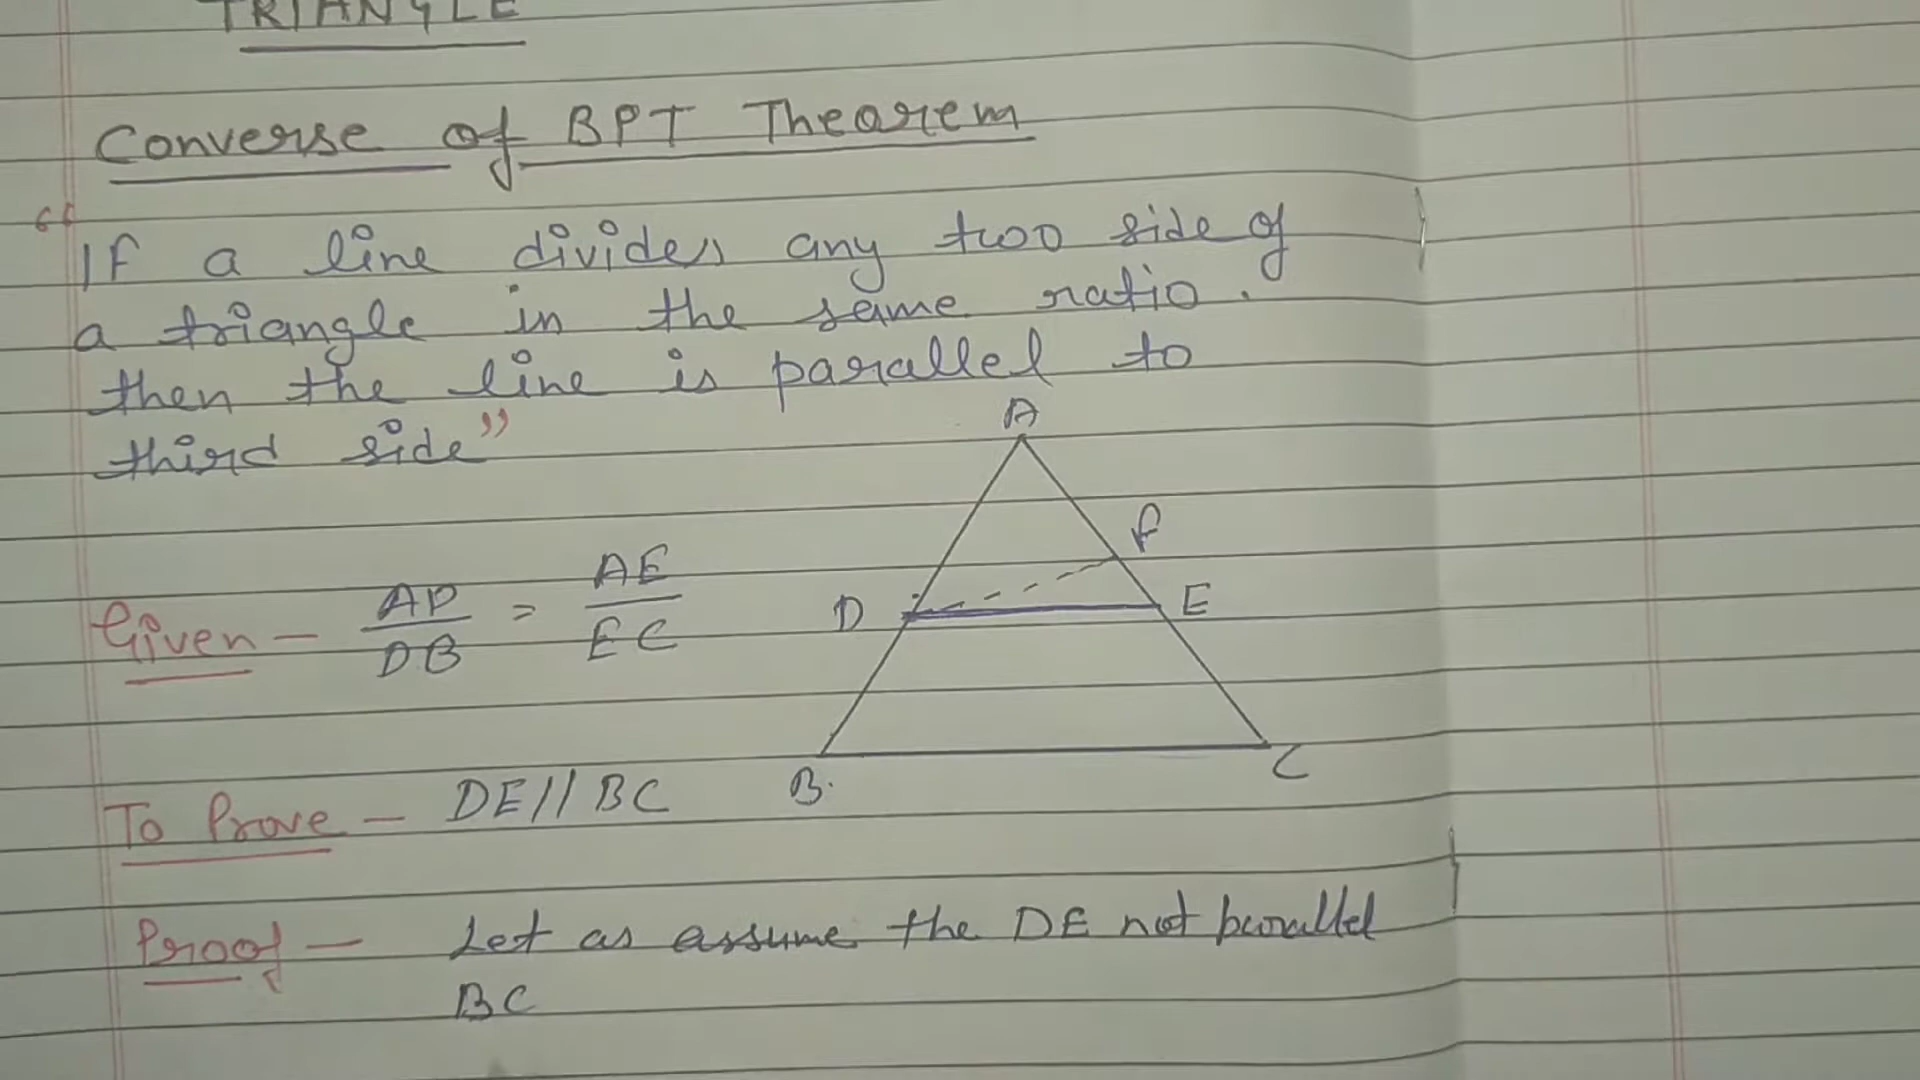 TRIANGLE
Converse of BPT Theorem
"If a line divides any two side of
a triangle in the same ratio.
then the line is parallel to
third side"
A
P
D
E
Given - AD/DB = AE/EC
B.
C
To Prove - DE//BC
Proof - Let as assume the DE not parallel
BC